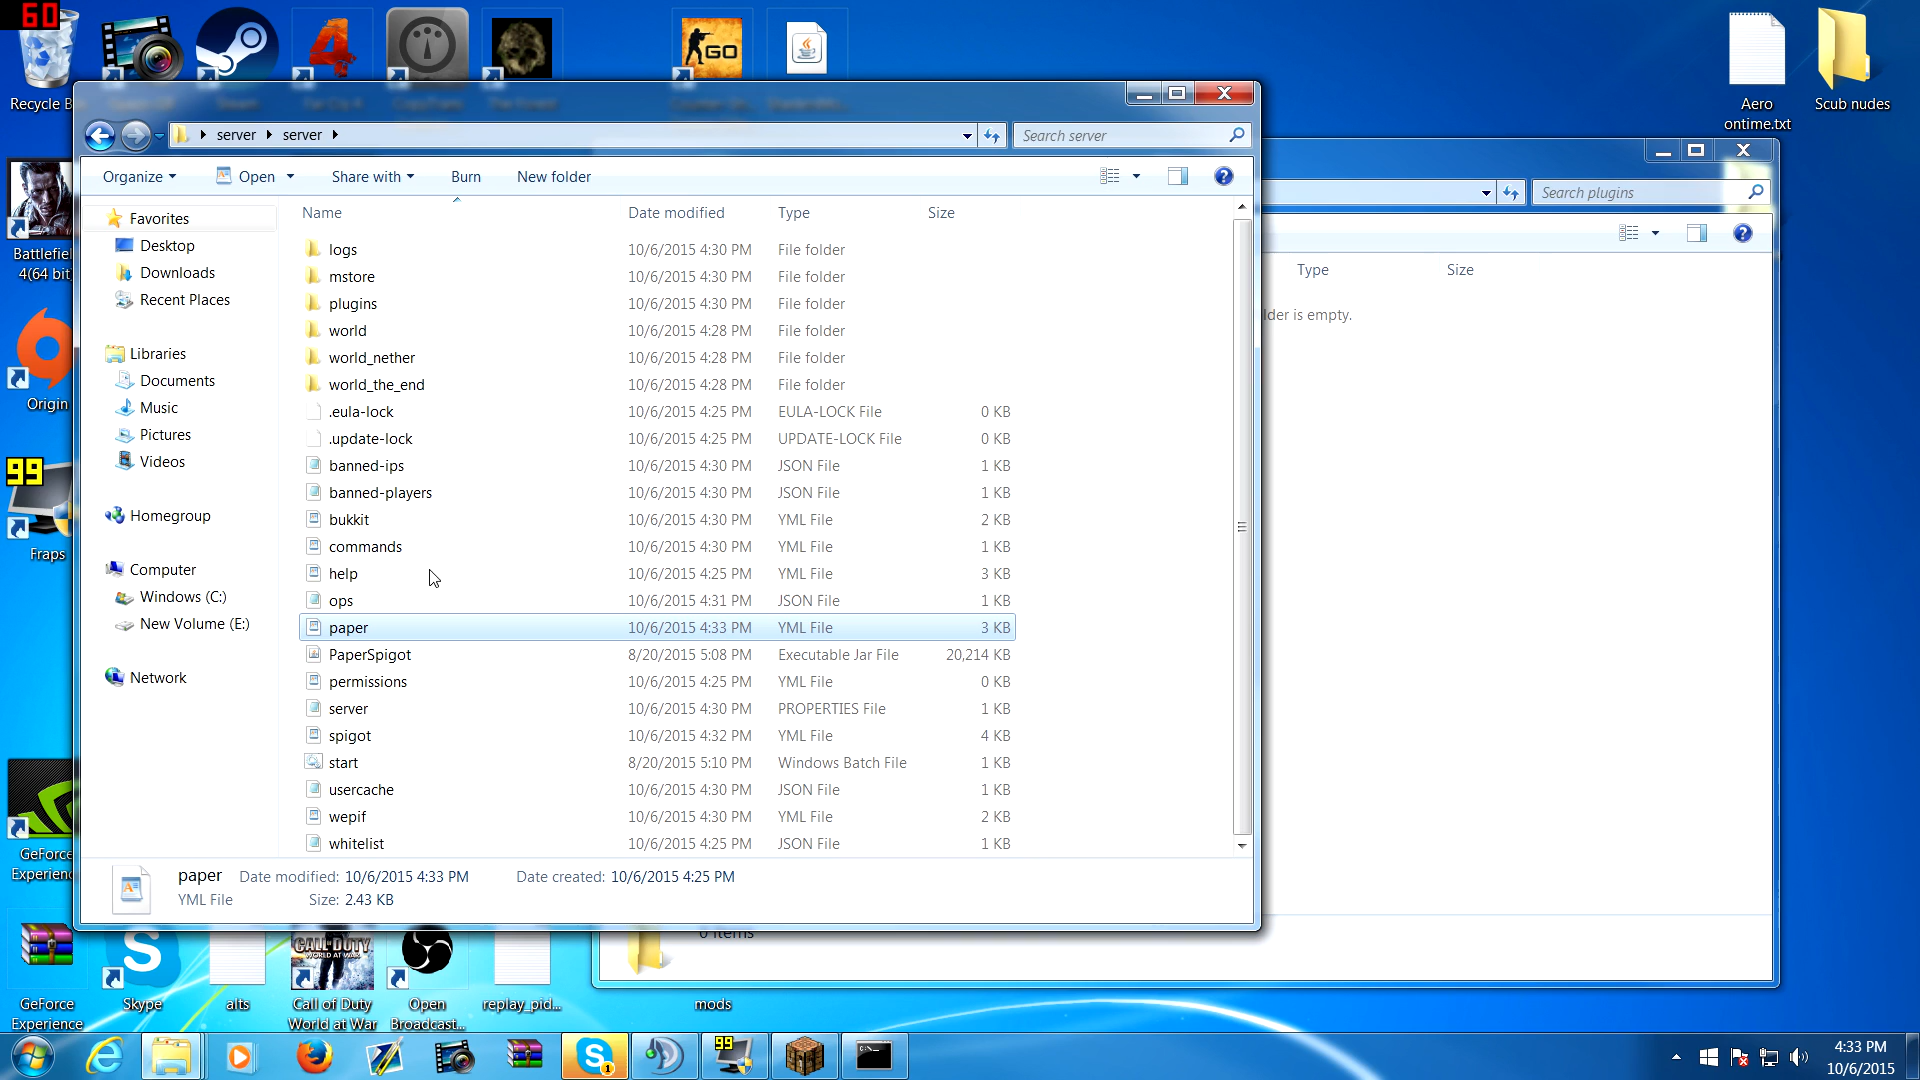 60
Recycle B
Aero
ontime.txt
Scub nudes
GO
server
server
Search server
Organize
Open
Share with
Burn
New folder
Search plugins
Name
Date modified
Type
Size
Type
Size
lder is empty.
Favorites
Desktop
Downloads
Recent Places
Libraries
Documents
Music
Pictures
Videos
Homegroup
Computer
Windows (C:)
New Volume (E:)
Network
logs 10/6/2015 4:30 PM File folder
mstore 10/6/2015 4:30 PM File folder
plugins 10/6/2015 4:30 PM File folder
world 10/6/2015 4:28 PM File folder
world_nether 10/6/2015 4:28 PM File folder
world_the_end 10/6/2015 4:28 PM File folder
.eula-lock 10/6/2015 4:25 PM EULA-LOCK File 0 KB
.update-lock 10/6/2015 4:25 PM UPDATE-LOCK File 0 KB
banned-ips 10/6/2015 4:30 PM JSON File 1 KB
banned-players 10/6/2015 4:30 PM JSON File 1 KB
bukkit 10/6/2015 4:30 PM YML File 2 KB
commands 10/6/2015 4:30 PM YML File 1 KB
help 10/6/2015 4:25 PM YML File 3 KB
ops 10/6/2015 4:31 PM JSON File 1 KB
paper 10/6/2015 4:33 PM YML File 3 KB
PaperSpigot 8/20/2015 5:08 PM Executable Jar File 20,214 KB
permissions 10/6/2015 4:25 PM YML File 0 KB
server 10/6/2015 4:30 PM PROPERTIES File 1 KB
spigot 10/6/2015 4:32 PM YML File 4 KB
start 8/20/2015 5:10 PM Windows Batch File 1 KB
usercache 10/6/2015 4:30 PM JSON File 1 KB
wepif 10/6/2015 4:30 PM YML File 2 KB
whitelist 10/6/2015 4:25 PM JSON File 1 KB
paper Date modified: 10/6/2015 4:33 PM Date created: 10/6/2015 4:25 PM
YML File Size: 2.43 KB
0 items
Battlefiel
4(64 bit)
Origin
99
Fraps
GeForce
Experienc
GeForce
Experience
Skype
alts
CALL OF DUTY
WORLD AT WAR
Call of Duty
World at War
Open
Broadcast...
replay_pid...
mods
1
99
4:33 PM
10/6/2015